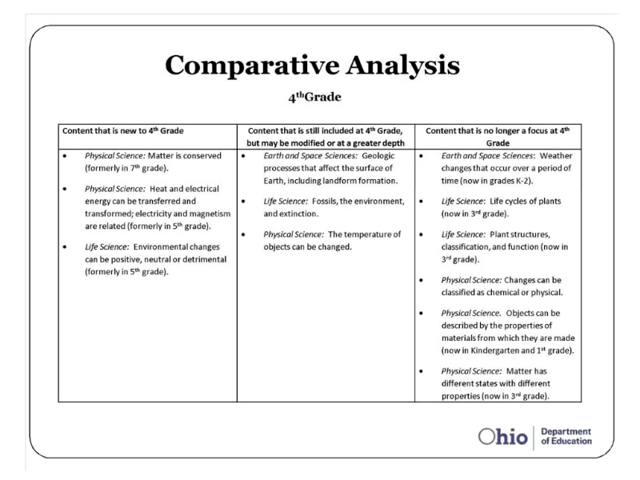 Comparative Analysis
4thGrade
Content that is new to 4th Grade
• Physical Science: Matter is conserved
(formerly in 7th grade).
• Physical Science: Heat and electrical
energy can be transferred and
transformed; electricity and magnetism
are related (formerly in 5th grade).
• Life Science: Environmental changes
can be positive, neutral or detrimental
(formerly in 5th grade).
Content that is still included at 4th Grade,
but may be modified or at a greater depth
• Earth and Space Sciences: Geologic
processes that affect the surface of
Earth, including landform formation.
• Life Science: Fossils, the environment,
and extinction.
• Physical Science: The temperature of
objects can be changed.
Content that is no longer a focus at 4th
Grade
• Earth and Space Sciences: Weather
changes that occur over a period of
time (now in grades K-2).
• Life Science: Life cycles of plants
(now in 3rd grade).
• Life Science: Plant structures,
classification, and function (now in
3rd grade).
• Physical Science: Changes can be
classified as chemical or physical.
• Physical Science. Objects can be
described by the properties of
materials from which they are made
(now in Kindergarten and 1st grade).
• Physical Science: Matter has
different states with different
properties (now in 3rd grade).
Ohio
Department
of Education